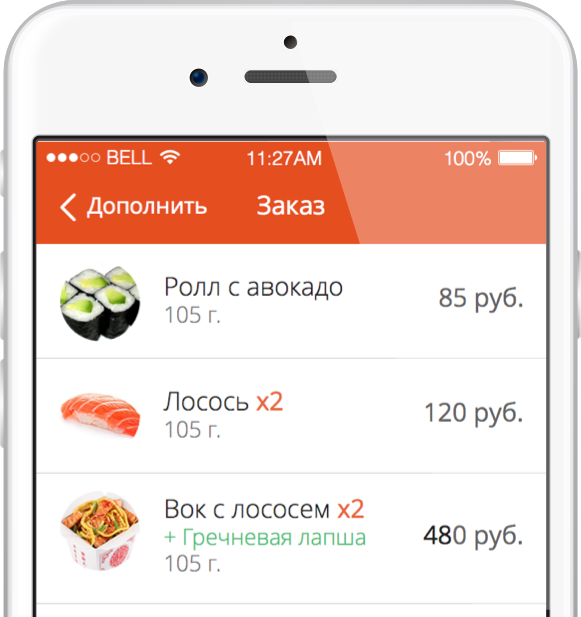 BELL 11:27AM 100%
Дополнить Заказ
Ролл с авокадо
105 г.
85 руб.
Лосось x2
105 г.
120 руб.
Вок с лососем x2
+ Гречневая лапша
105 г.
480 руб.